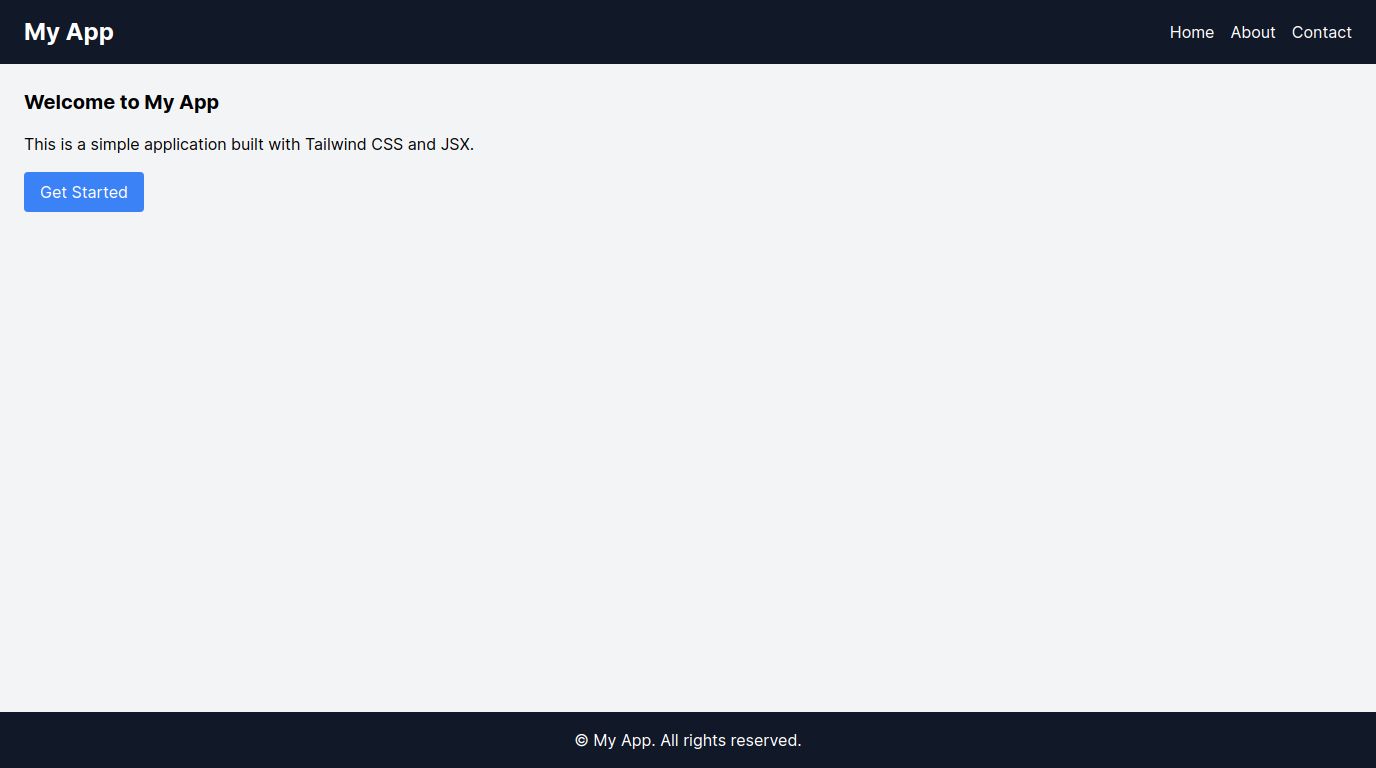 My App
Home About Contact
Welcome to My App
This is a simple application built with Tailwind CSS and JSX.
Get Started
© My App. All rights reserved.